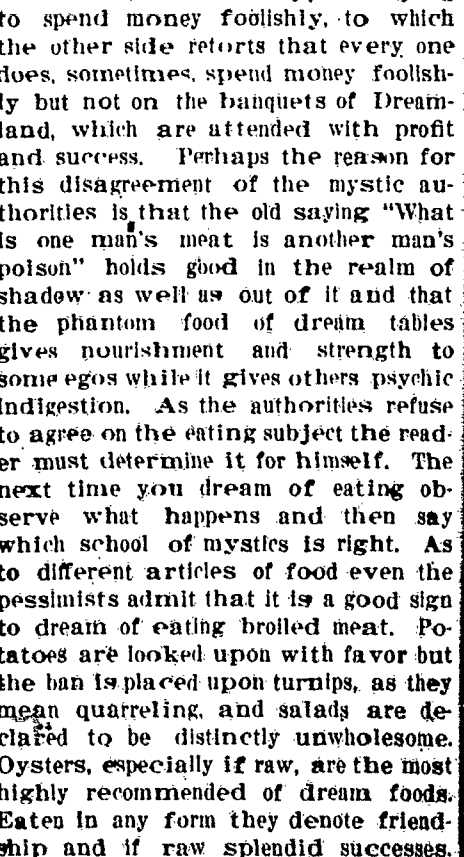 to spend money foolishly, to which
the other side retorts that every one
does, sometimes, spend money foolish-
ly but not on the banquets of Dream-
land, which are attended with profit
and success. Perhaps the reason for
this disagreement of the mystic au-
thorities is that the old saying "What
is one man's meat is another man's
poison" holds good in the realm of
shadow as well as out of it and that
the phantom food of dream tables
gives nourishment and strength to
some egos while it gives others psychic
indigestion. As the authorities refuse
to agree on the eating subject the read-
er must determine it for himself. The
next time you dream of eating ob-
serve what happens and then say
which school of mystics is right. As
to different articles of food even the
pessimists admit that it is a good sign
to dream of eating broiled meat. Po-
tatoes are looked upon with favor but
the ban is placed upon turnips, as they
mean quarreling, and salads are de-
clared to be distinctly unwholesome.
Oysters, especially if raw, are the most
highly recommended of dream foods.
Eaten in any form they denote friend-
ship and if raw splendid successes.